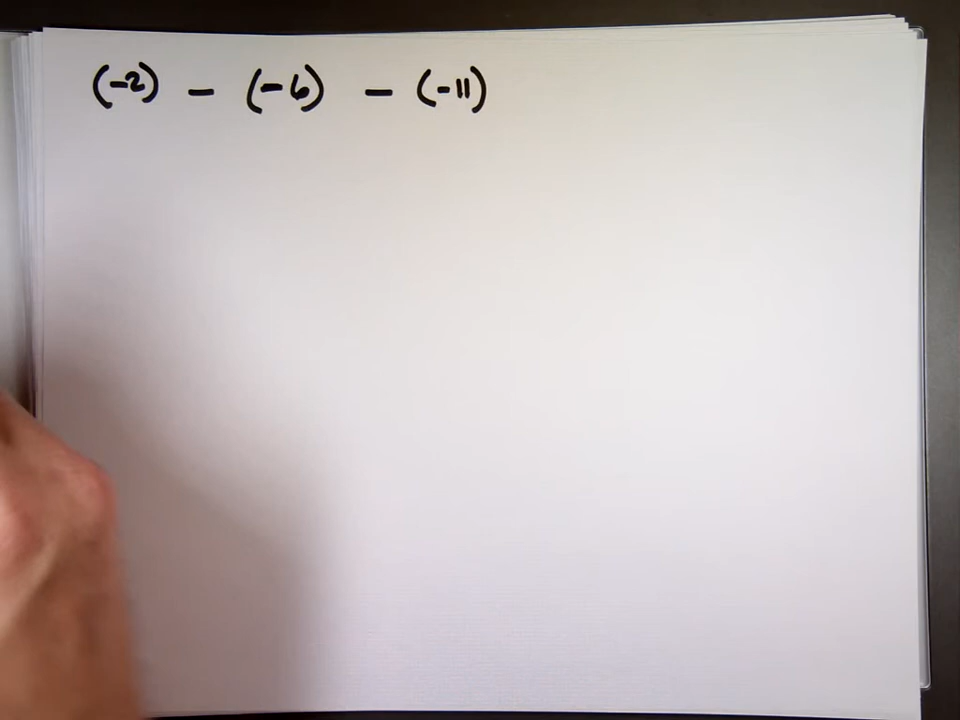 (-2) - (-6) - (-11)